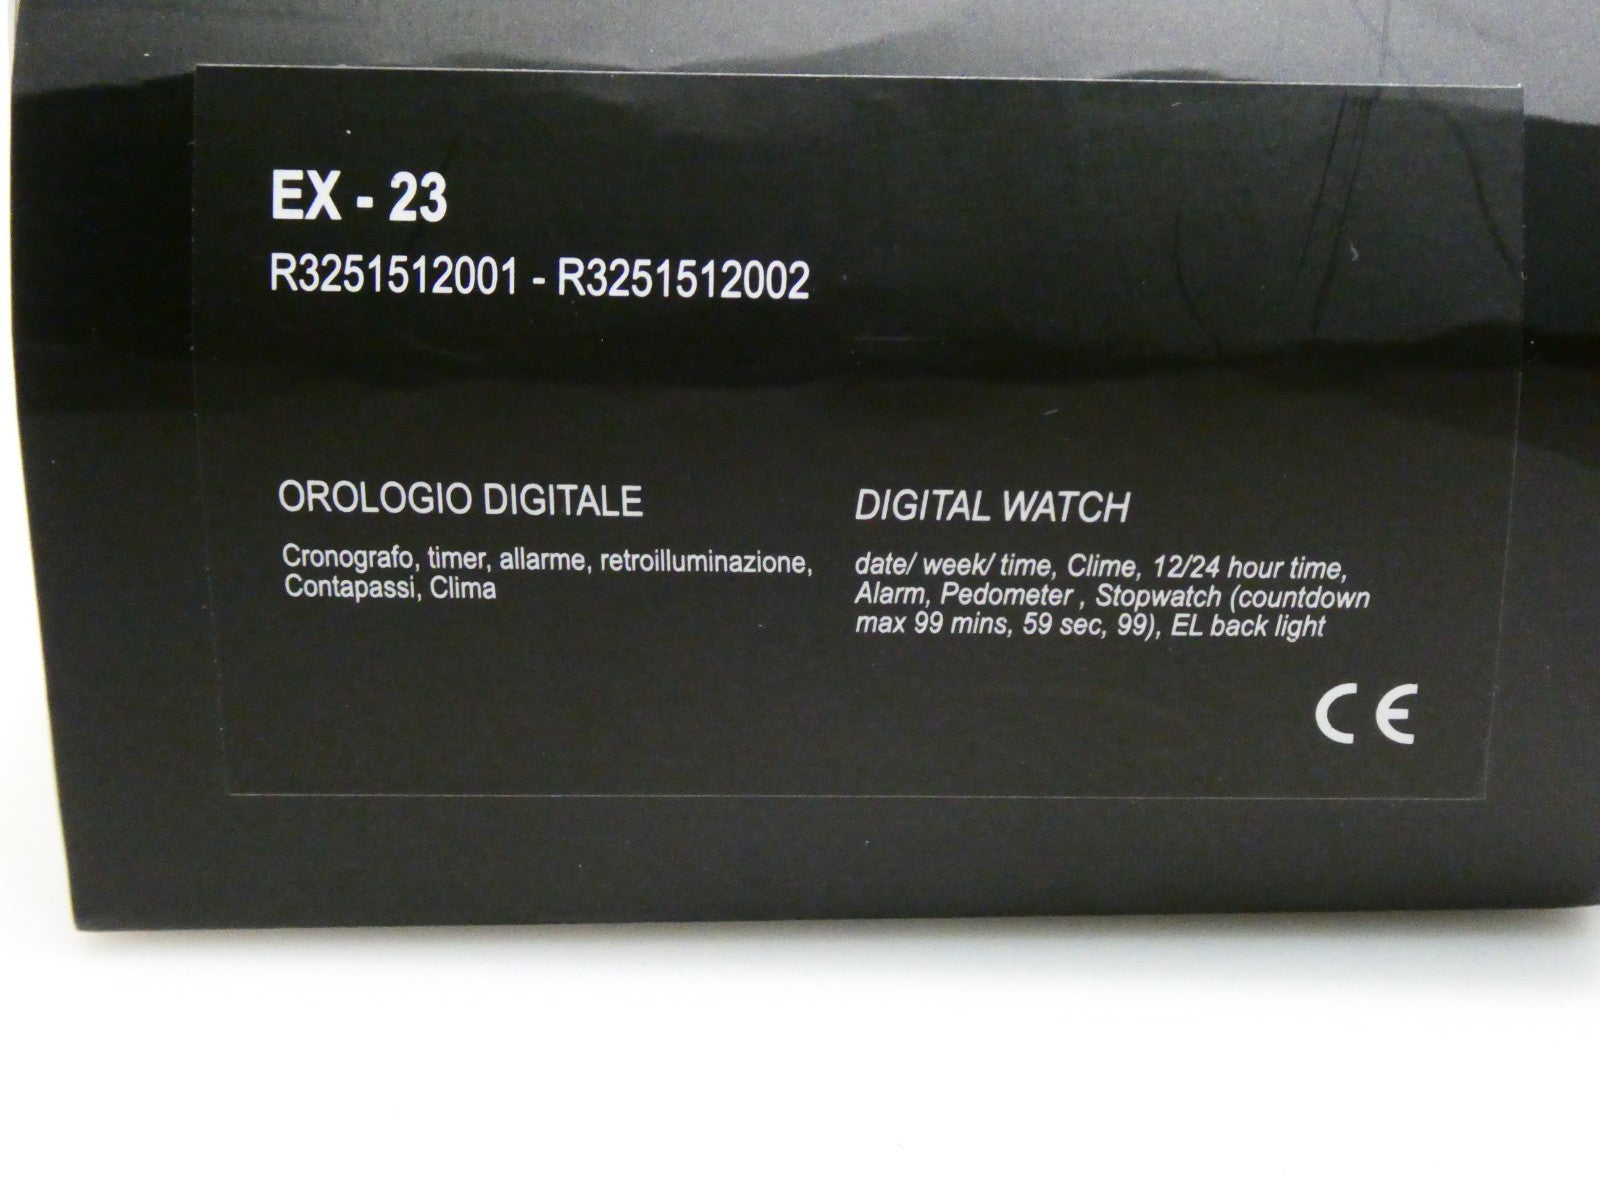 EX - 23
R3251512001 - R3251512002
OROLOGIO DIGITALE
Cronografo, timer, allarme, retroilluminazione,
Contapassi, Clima
DIGITAL WATCH
date/ week/ time, Clime, 12/24 hour time,
Alarm, Pedometer , Stopwatch (countdown
max 99 mins, 59 sec, 99), EL back light
CE